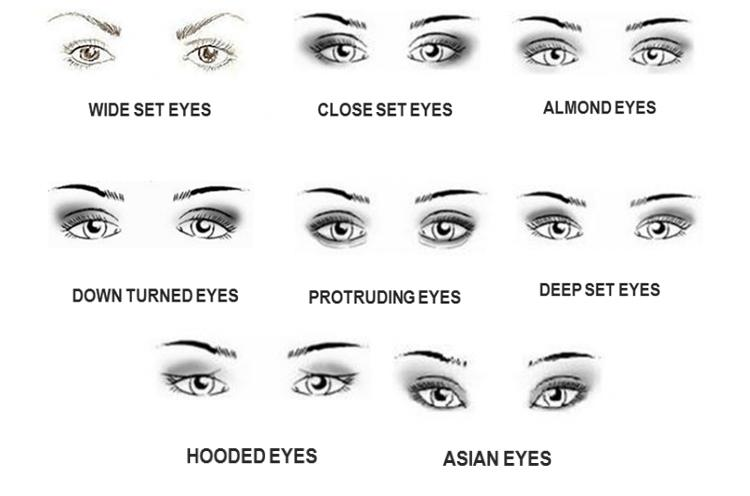 WIDE SET EYES
CLOSE SET EYES
ALMOND EYES
DOWN TURNED EYES
PROTRUDING EYES
DEEP SET EYES
HOODED EYES
ASIAN EYES